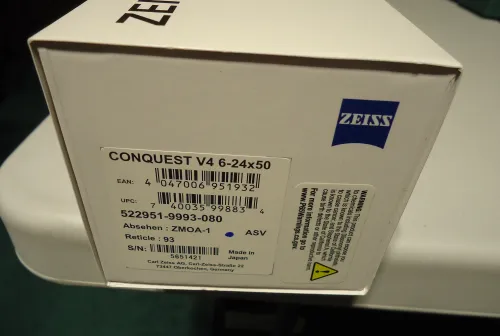 ZEISS
CONQUEST V4 6-24x50
EAN: 4 047006 951932
UPC: 7 40035 99883 4
522951-9993-080
Absehen : ZMOA-1 ASV
Reticle : 93
S/N: 5651421
Made in
Japan
Carl Zeiss AG, Carl-Zeiss-Straße 22
73447 Oberkochen, Germany
WARNING:
For more information go to
www.P65Warnings.ca.gov